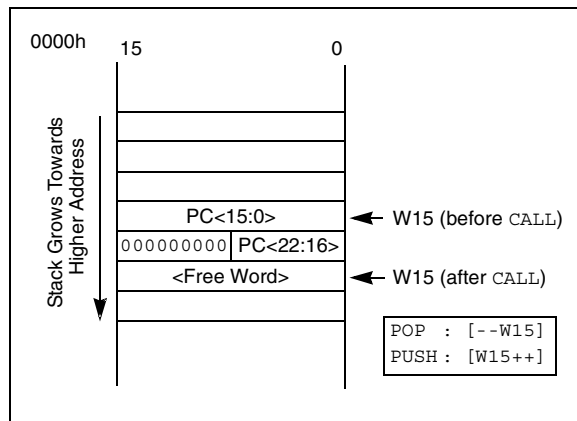 0000h
15 0
Stack Grows Towards
Higher Address
PC<15:0>
W15 (before CALL)
000000000 PC<22:16>
<Free Word>
W15 (after CALL)
POP : [--W15]
PUSH : [W15++]